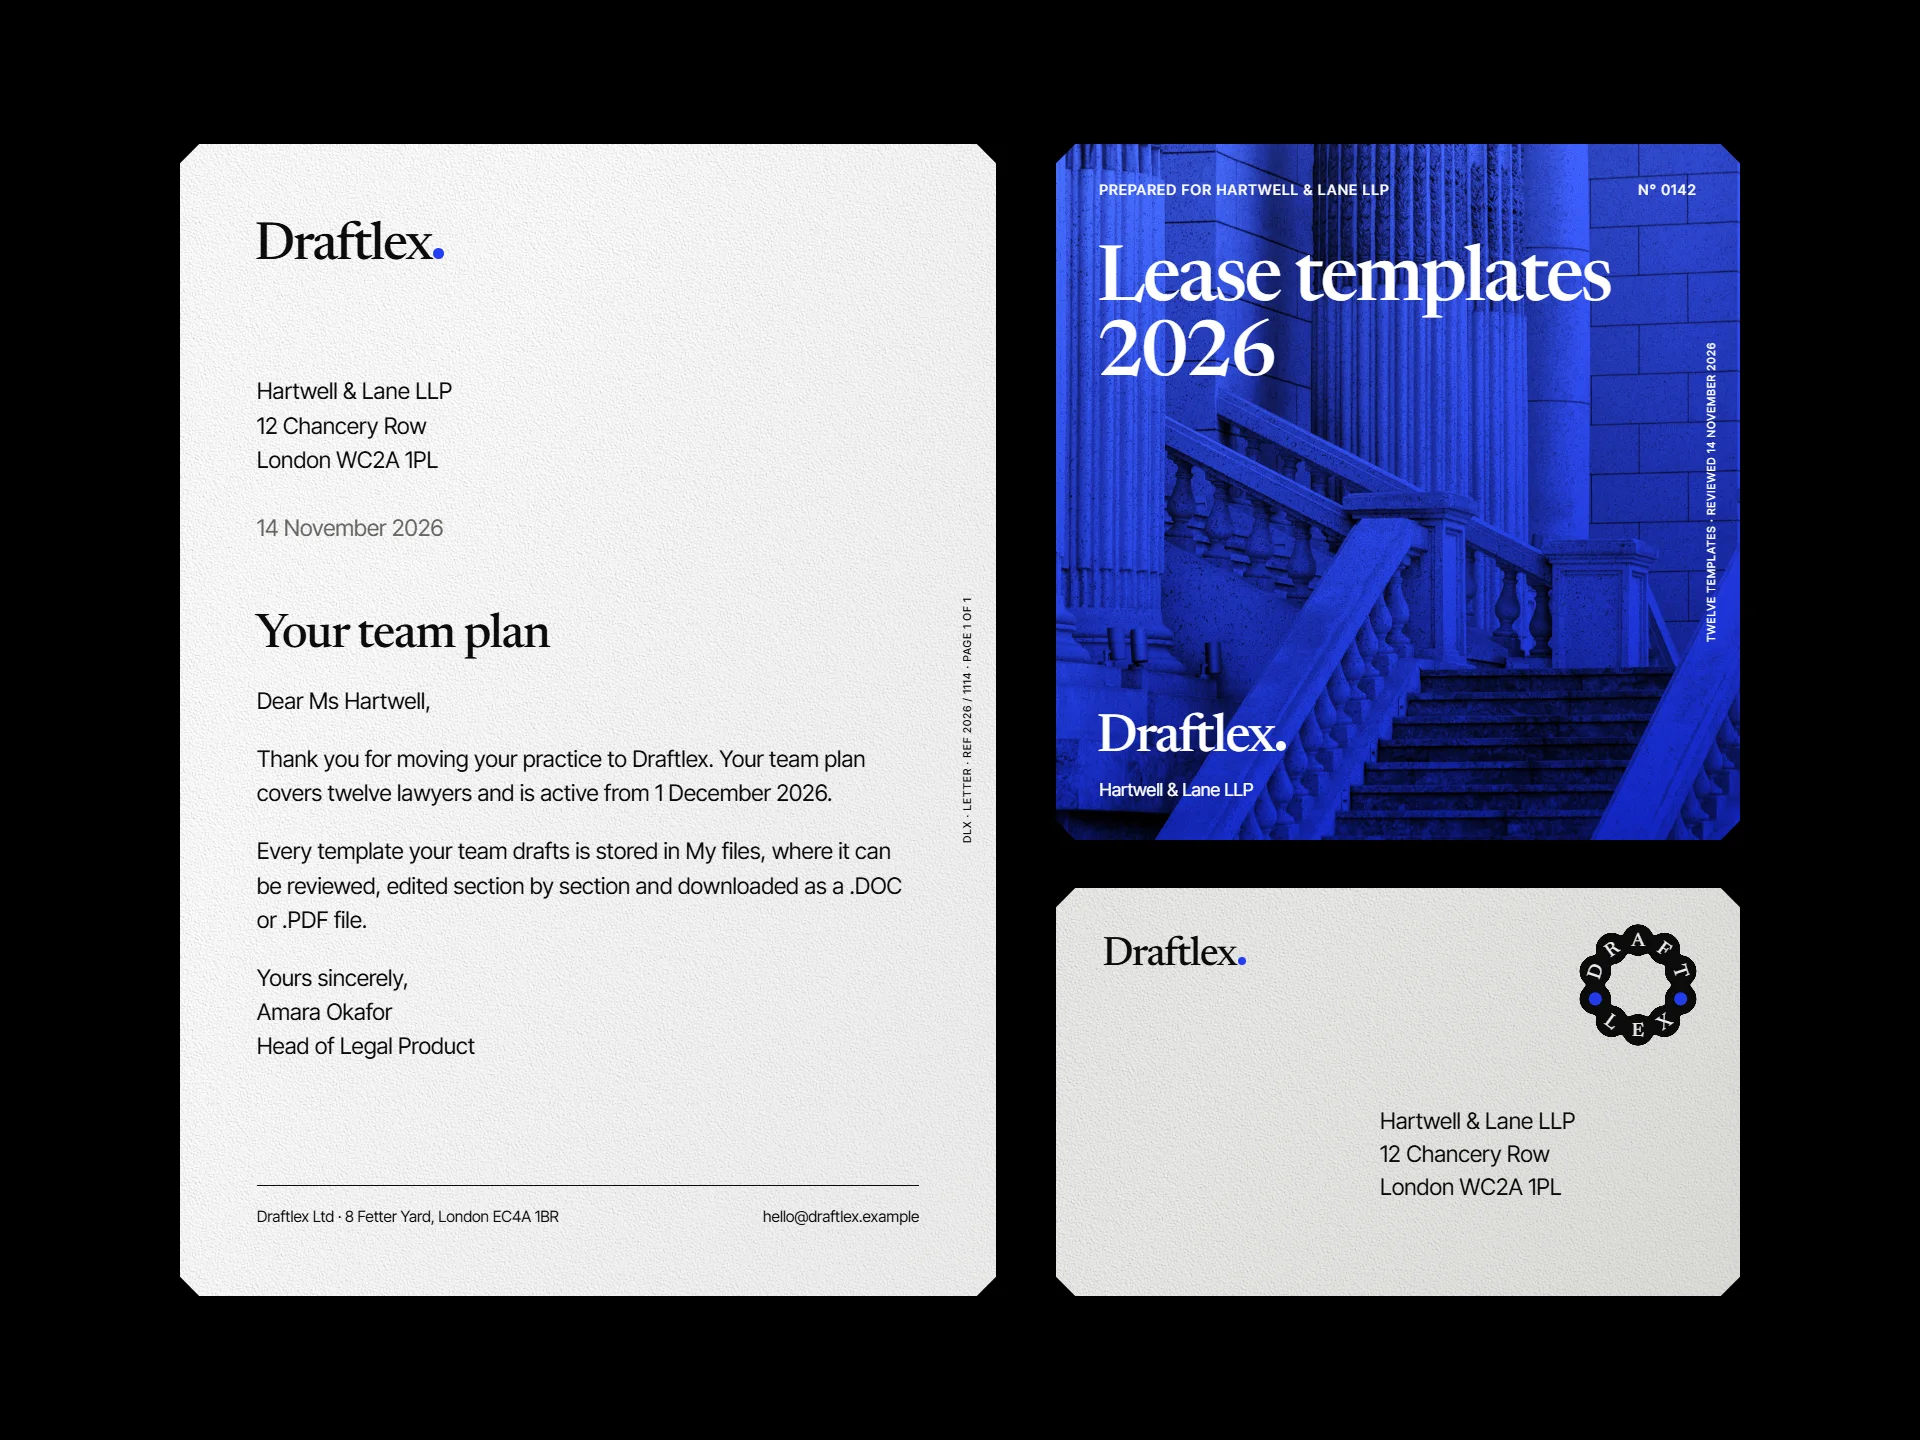 Draftlex.
Hartwell & Lane LLP
12 Chancery Row
London WC2A 1PL
14 November 2026
Your team plan
Dear Ms Hartwell,
Thank you for moving your practice to Draftlex. Your team plan
covers twelve lawyers and is active from 1 December 2026.
Every template your team drafts is stored in My files, where it can
be reviewed, edited section by section and downloaded as a .DOC
or .PDF file.
Yours sincerely,
Amara Okafor
Head of Legal Product
Draftlex Ltd · 8 Fetter Yard, London EC4A 1BR
hello@draftlex.example
DLX · LETTER · REF 2026 / 1114 · PAGE 1 OF 1
PREPARED FOR HARTWELL & LANE LLP
N° 0142
Lease templates
2026
TWELVE TEMPLATES · REVIEWED 14 NOVEMBER 2026
Draftlex.
Hartwell & Lane LLP
Draftlex.
DRAFT
LEX
Hartwell & Lane LLP
12 Chancery Row
London WC2A 1PL